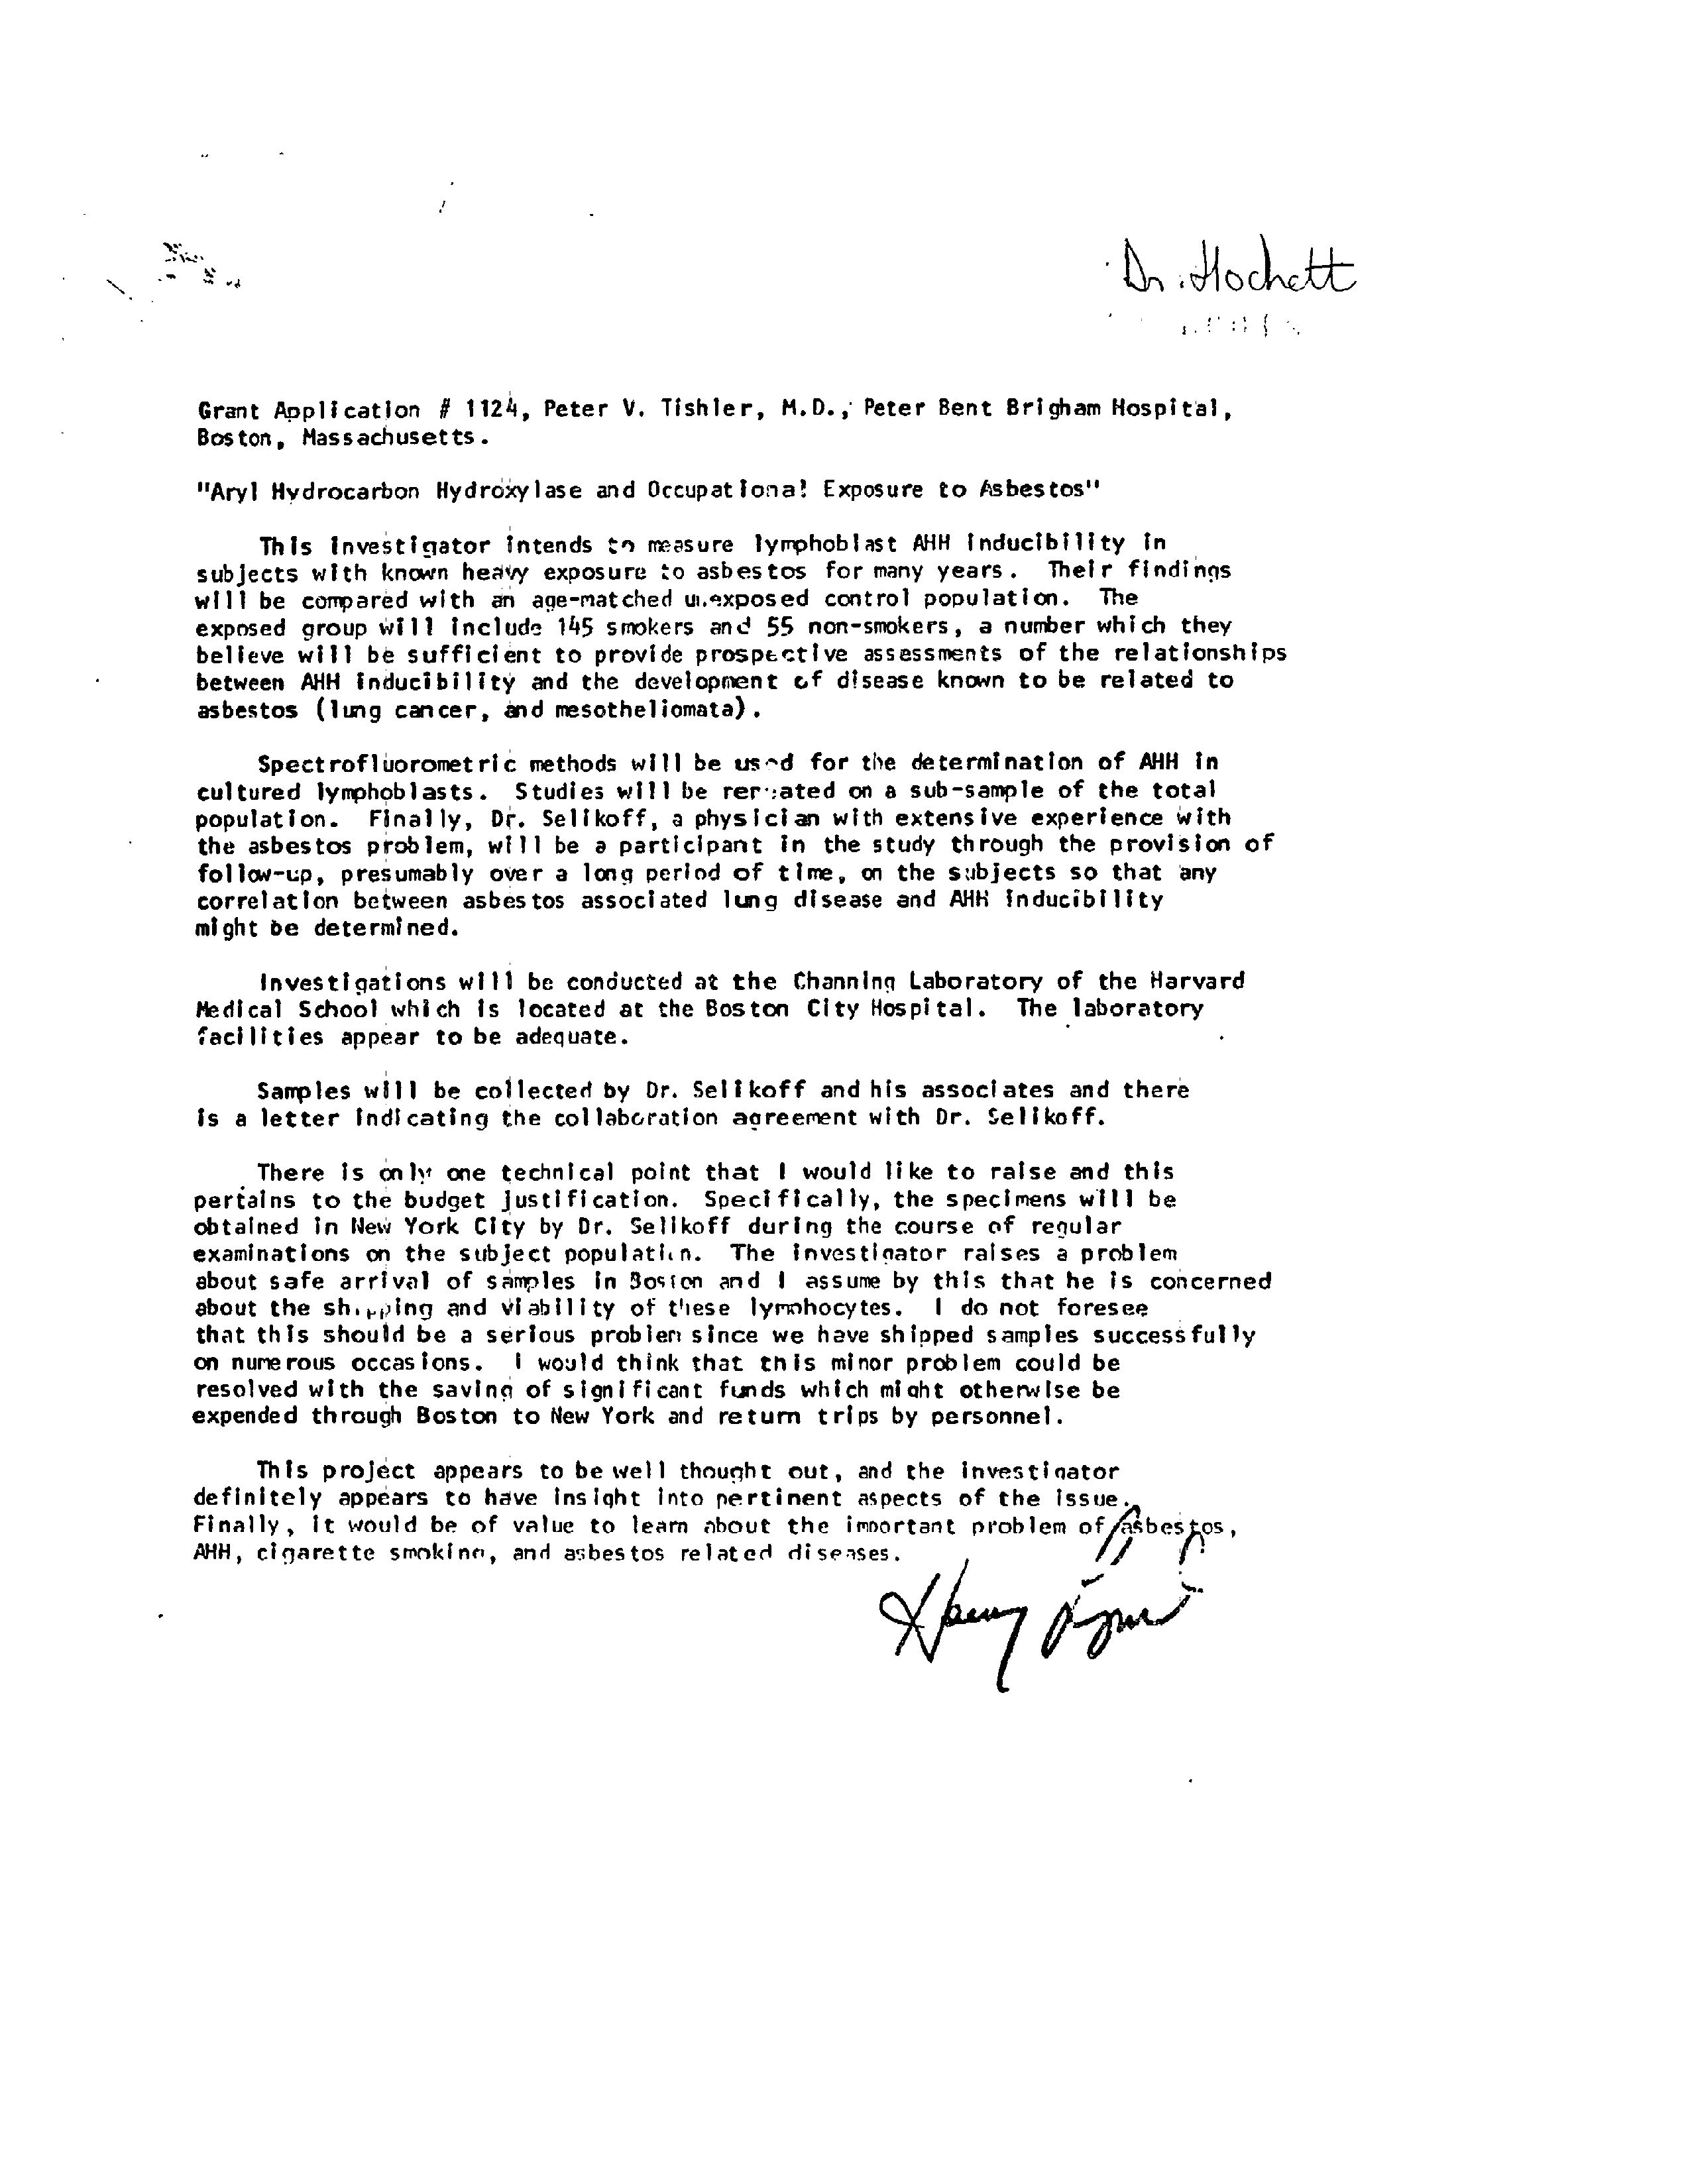 Dr. Hockett
Grant Application # 1124, Peter V. Tishler, M.D., Peter Bent Brigham Hospital,
Boston, Massachusetts.
"Aryl Hydrocarbon Hydroxylase and Occupational Exposure to Asbestos"
This investigator intends to measure lymphoblast AHH inducibility in
subjects with known heavy exposure to asbestos for many years. Their findings
will be compared with an age-matched unexposed control population. The
exposed group will include 145 smokers and 55 non-smokers, a number which they
believe will be sufficient to provide prospective assessments of the relationships
between AHH inducibility and the development of disease known to be related to
asbestos (lung cancer, and mesotheliomata).
Spectrofluorometric methods will be used for the determination of AHH in
cultured lymphoblasts. Studies will be repeated on a sub-sample of the total
population. Finally, Dr. Selikoff, a physician with extensive experience with
the asbestos problem, will be a participant in the study through the provision of
follow-up, presumably over a long period of time, on the subjects so that any
correlation between asbestos associated lung disease and AHH inducibility
might be determined.
Investigations will be conducted at the Channing Laboratory of the Harvard
Medical School which is located at the Boston City Hospital. The laboratory
facilities appear to be adequate.
Samples will be collected by Dr. Selikoff and his associates and there
is a letter indicating the collaboration agreement with Dr. Selikoff.
There is only one technical point that I would like to raise and this
pertains to the budget justification. Specifically, the specimens will be
obtained in New York City by Dr. Selikoff during the course of regular
examinations on the subject population. The investigator raises a problem
about safe arrival of samples in Boston and I assume by this that he is concerned
about the shipping and viability of these lymphocytes. I do not foresee
that this should be a serious problem since we have shipped samples successfully
on numerous occasions. I would think that this minor problem could be
resolved with the saving of significant funds which might otherwise be
expended through Boston to New York and return trips by personnel.
This project appears to be well thought out, and the investigator
definitely appears to have insight into pertinent aspects of the issue.
Finally, it would be of value to learn about the important problem of asbestos,
AHH, cigarette smoking, and asbestos related diseases.
Henry